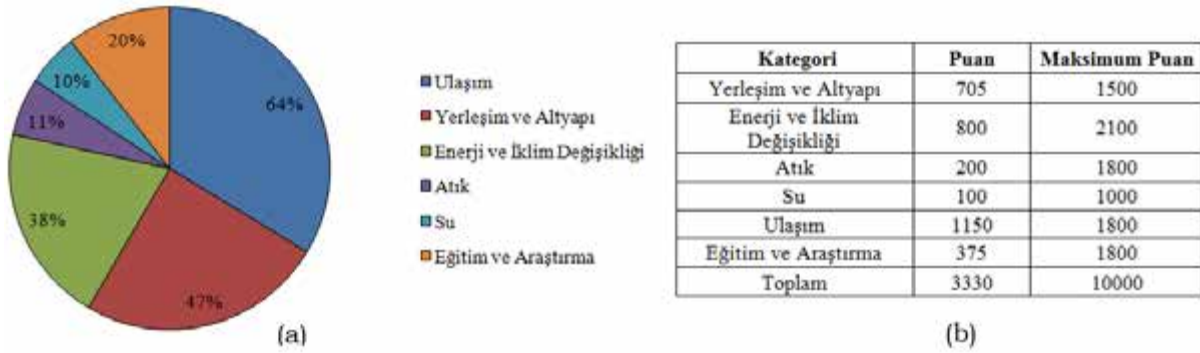 20%
10%
11%
38%
47%
64%
Ulaşım
Yerleşim ve Altyapı
Enerji ve İklim Değişikliği
Atık
Su
Eğitim ve Araştırma
(a)
Kategori Puan Maksimum Puan
Yerleşim ve Altyapı 705 1500
Enerji ve İklim
Değişikliği 800 2100
Atık 200 1800
Su 100 1000
Ulaşım 1150 1800
Eğitim ve Araştırma 375 1800
Toplam 3330 10000
(b)